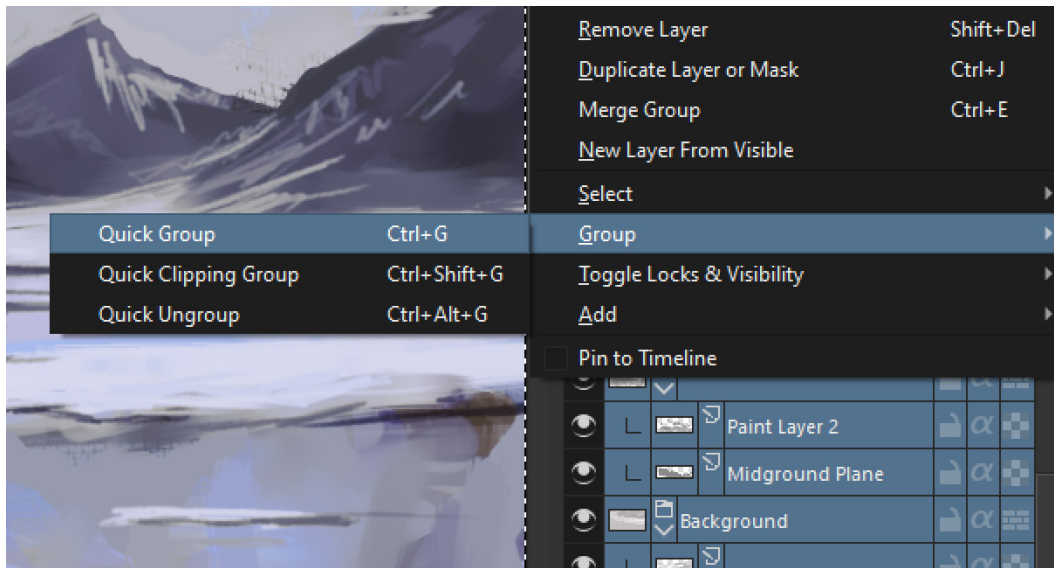 Remove Layer Shift+Del
Duplicate Layer or Mask Ctrl+J
Merge Group Ctrl+E
New Layer From Visible
Select
Quick Group Ctrl+G Group
Quick Clipping Group Ctrl+Shift+G Toggle Locks & Visibility
Quick Ungroup Ctrl+Alt+G Add
Pin to Timeline
Paint Layer 2
Midground Plane
Background